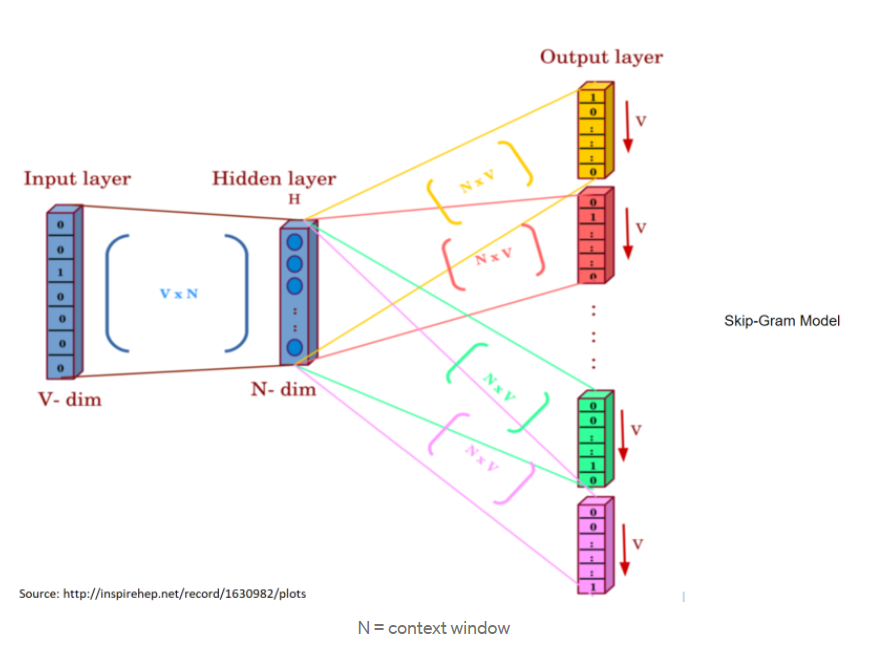 Output layer
1
0
:
:
:
0
V
Input layer
0
0
1
0
0
0
0
V- dim
V x N
Hidden layer
H
:
:
N- dim
N x V
N x V
0
1
:
:
:
0
V
:
:
:
Skip-Gram Model
N x V
0
0
:
:
1
0
V
N x V
0
0
:
:
:
1
V
Source: http://inspirehep.net/record/1630982/plots
N = context window